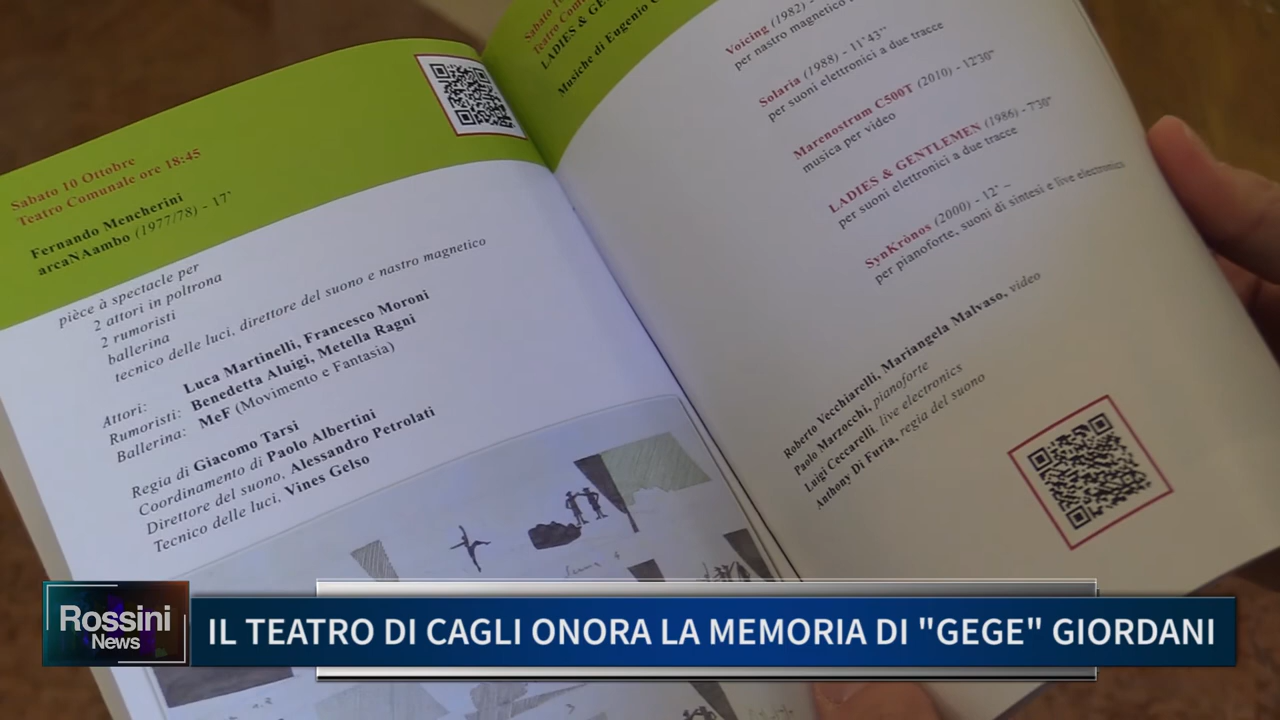 Sabato 10 Ottobre
Teatro Comunale ore 18:45
Fernando Mencherini
arcaNAambo (1977/78) - 17'
pièce à spectacle per
2 attori in poltrona
2 rumoristi
ballerina
tecnico delle luci, direttore del suono e nastro magnetico
Attori: Luca Martinelli, Francesco Moroni
Rumoristi: Benedetta Aluigi, Metella Ragni
Ballerina: MeF (Movimento e Fantasia)
Regia di Giacomo Tarsi
Coordinamento di Paolo Albertini
Direttore del suono, Alessandro Petrolati
Tecnico delle luci, Vines Gelso
Sabato
Teatro
LADIES & GENTLE
Musiche di Eugenio
Voicing (1982)
per nastro magnetico
Solaria (1988) - 11'43"
per suoni elettronici a due tracce
Marenostrum C500T (2010) - 12'30"
musica per video
LADIES & GENTLEMEN (1986) - 7'30"
per suoni elettronici a due tracce
SynKrònos (2000) - 12' ~
per pianoforte, suoni di sintesi e live electronics
Roberto Vecchiarelli, Mariangela Malvaso, video
Paolo Marzocchi, pianoforte
Luigi Ceccarelli, live electronics
Anthony Di Furia, regia del suono
Rossini
News
IL TEATRO DI CAGLI ONORA LA MEMORIA DI "GEGE" GIORDANI